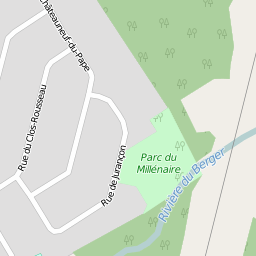 Châteauneuf-du-Pape
Rue du Clos-Rousseau
Rue de Jurançon
Parc du
Millénaire
Rivière du Berger